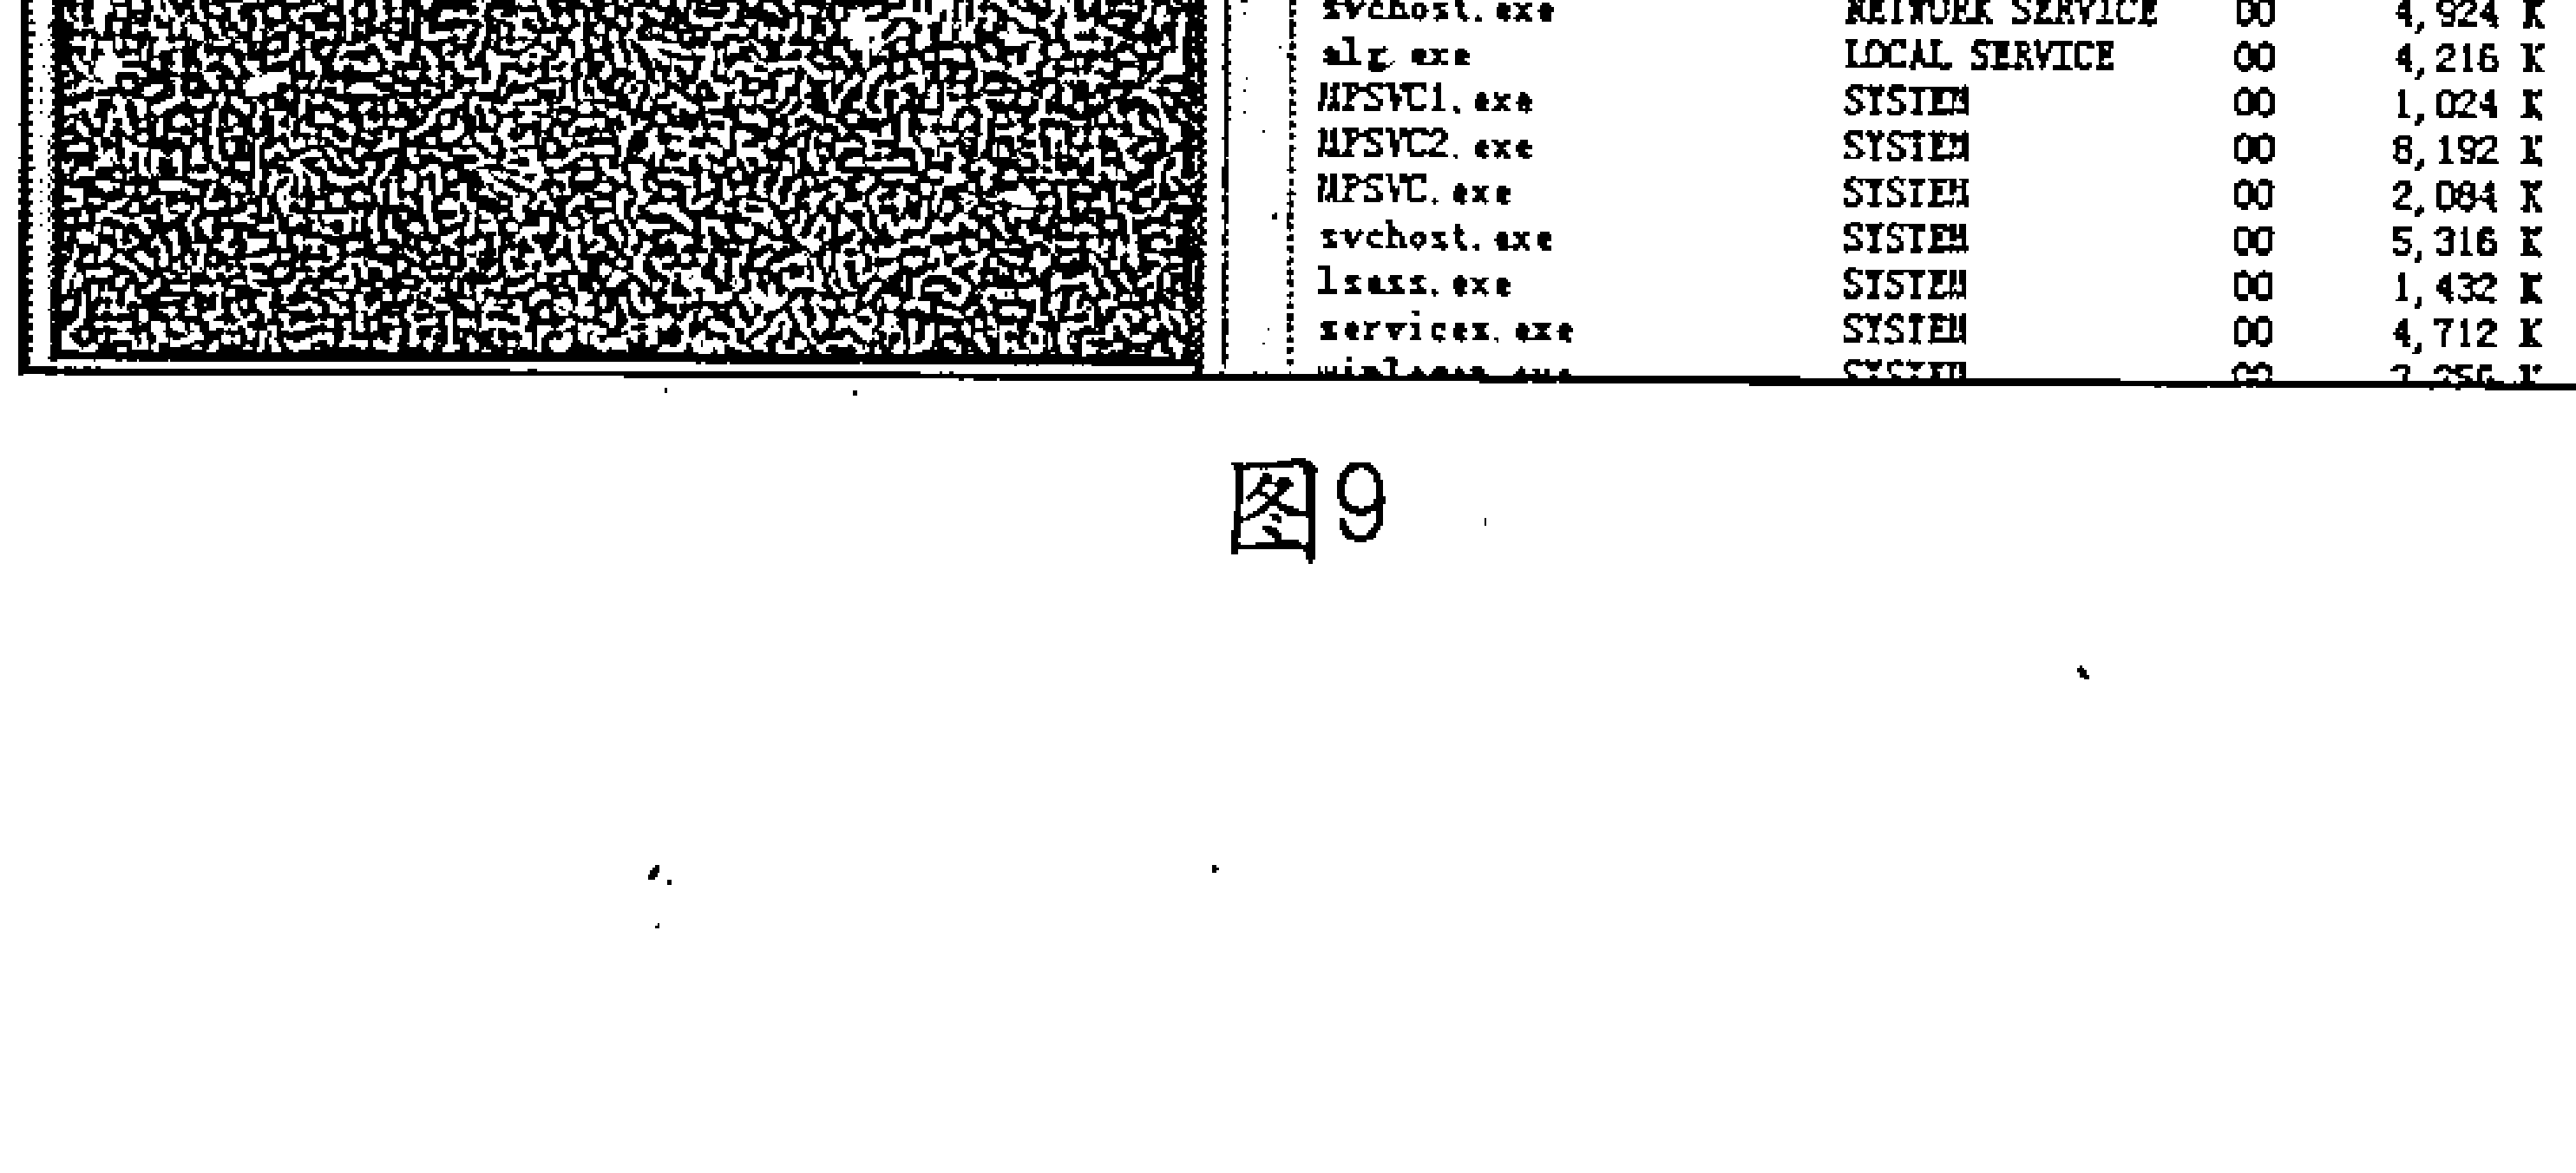 svchost.exe NETWORK SERVICE 00 4,924 K
alg.exe LOCAL SERVICE 00 4,216 K
MPSVC1.exe SYSTEM 00 1,024 K
MPSVC2.exe SYSTEM 00 8,192 K
MPSVC.exe SYSTEM 00 2,084 K
svchost.exe SYSTEM 00 5,316 K
lsass.exe SYSTEM 00 1,432 K
services.exe SYSTEM 00 4,712 K
SYSTEM 00
图9